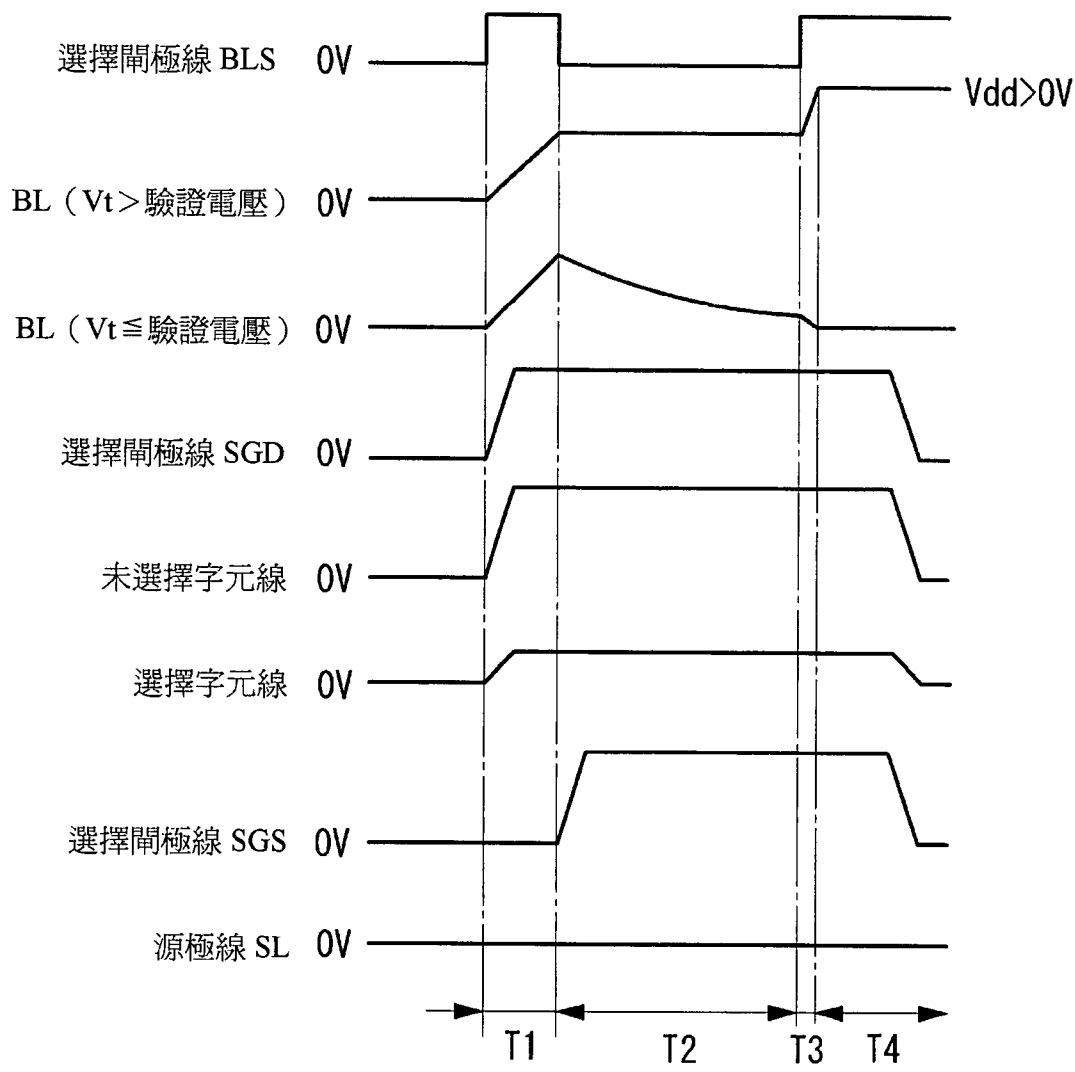 選擇閘極線 BLS 0V
Vdd>0V
BL（Vt＞驗證電壓）0V
BL（Vt≦驗證電壓）0V
選擇閘極線 SGD 0V
未選擇字元線 0V
選擇字元線 0V
選擇閘極線 SGS 0V
源極線 SL 0V
T1 T2 T3 T4